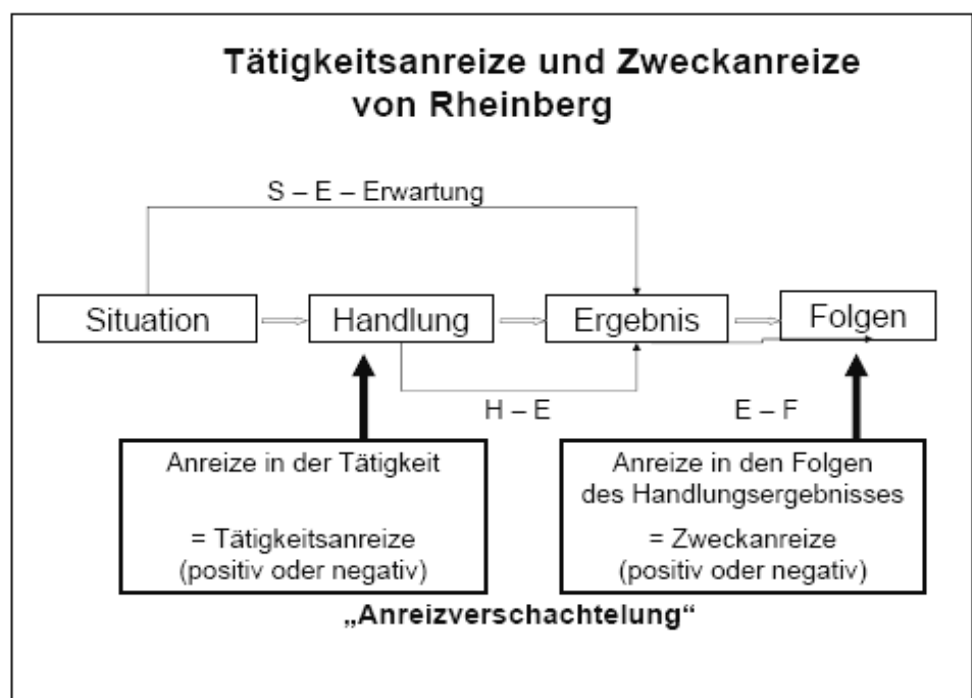 Tätigkeitsanreize und Zweckanreize
von Rheinberg
S – E – Erwartung
Situation
Handlung
Ergebnis
Folgen
H – E
E – F
Anreize in der Tätigkeit
= Tätigkeitsanreize
(positiv oder negativ)
Anreize in den Folgen
des Handlungsergebnisses
= Zweckanreize
(positiv oder negativ)
„Anreizverschachtelung“